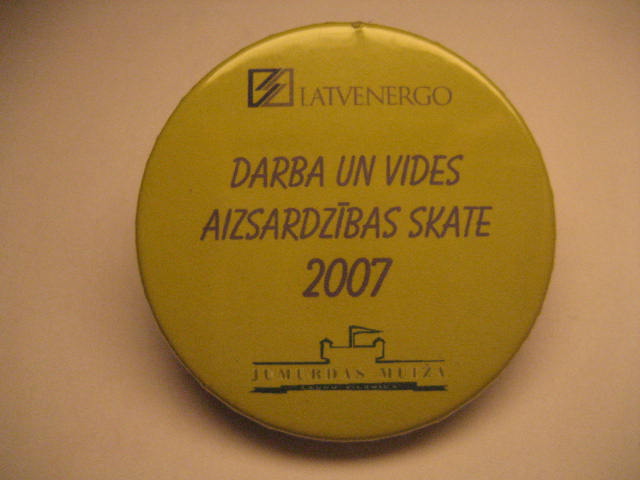 LATVENERGO
DARBA UN VIDES
AIZSARDZĪBAS SKATE
2007
JUMURDAS MUIŽA